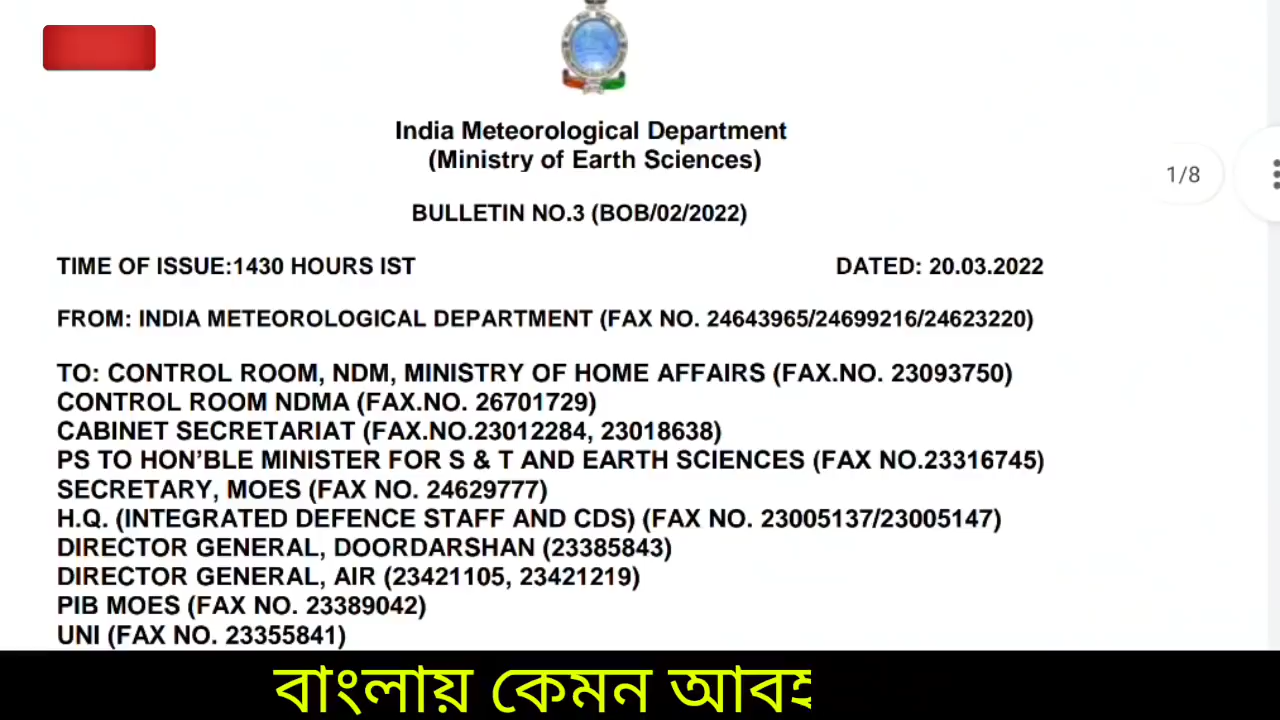 India Meteorological Department
(Ministry of Earth Sciences)
1/8
BULLETIN NO.3 (BOB/02/2022)
TIME OF ISSUE:1430 HOURS IST DATED: 20.03.2022
FROM: INDIA METEOROLOGICAL DEPARTMENT (FAX NO. 24643965/24699216/24623220)
TO: CONTROL ROOM, NDM, MINISTRY OF HOME AFFAIRS (FAX.NO. 23093750)
CONTROL ROOM NDMA (FAX.NO. 26701729)
CABINET SECRETARIAT (FAX.NO.23012284, 23018638)
PS TO HON’BLE MINISTER FOR S & T AND EARTH SCIENCES (FAX NO.23316745)
SECRETARY, MOES (FAX NO. 24629777)
H.Q. (INTEGRATED DEFENCE STAFF AND CDS) (FAX NO. 23005137/23005147)
DIRECTOR GENERAL, DOORDARSHAN (23385843)
DIRECTOR GENERAL, AIR (23421105, 23421219)
PIB MOES (FAX NO. 23389042)
UNI (FAX NO. 23355841)
বাংলায় কেমন